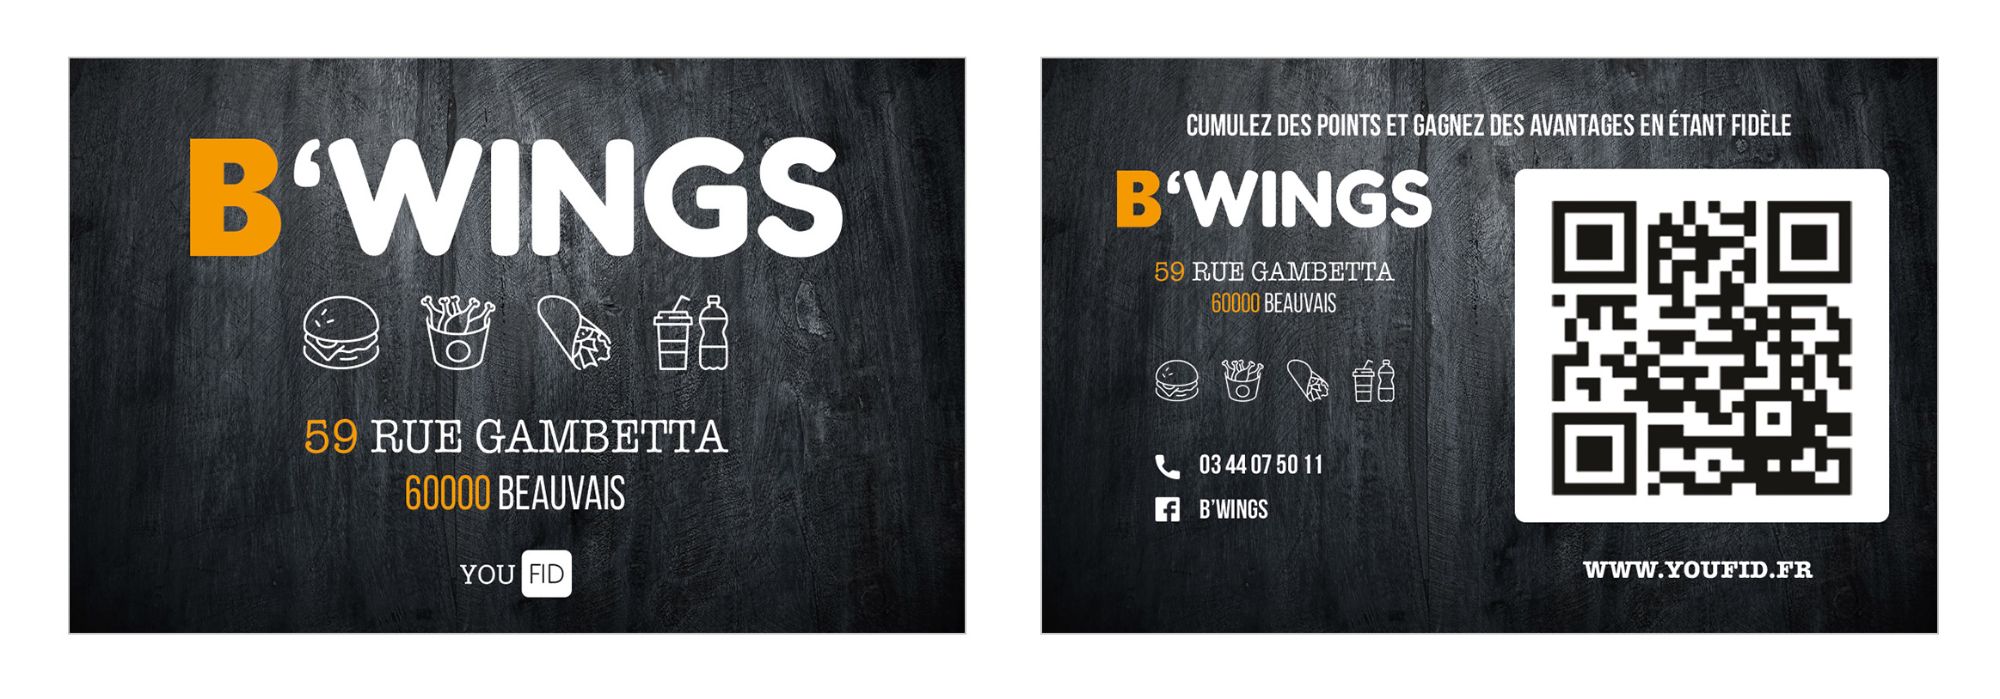 B‘WINGS
59 RUE GAMBETTA
60000 BEAUVAIS
YOU FID
CUMULEZ DES POINTS ET GAGNEZ DES AVANTAGES EN ÉTANT FIDÈLE
B‘WINGS
59 RUE GAMBETTA
60000 BEAUVAIS
03 44 07 50 11
B'WINGS
WWW.YOUFID.FR